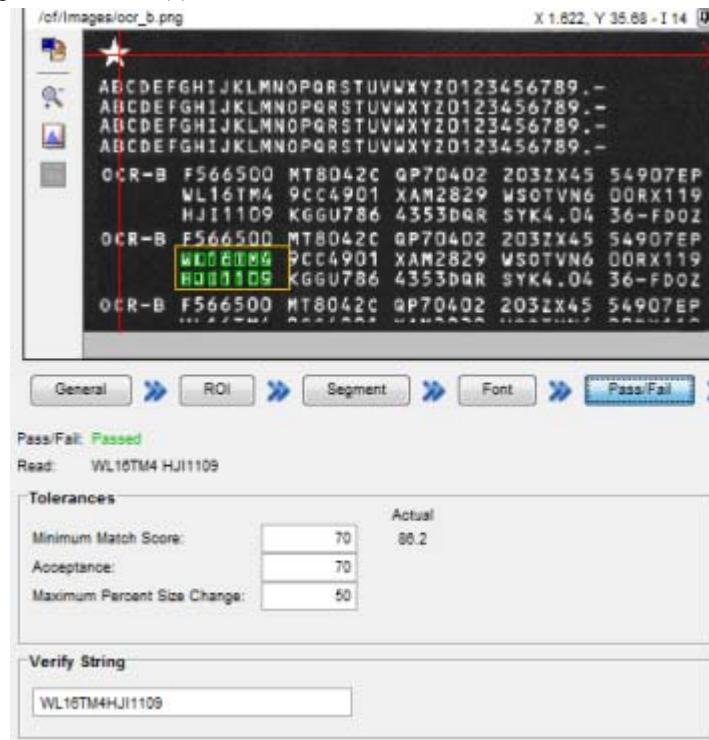 /cf/Images/ocr_b.png X 1.622, Y 35.68 - I 14
ABCDEFGHIJKLMNOPQRSTUVWXYZ0123456789.-
ABCDEFGHIJKLMNOPQRSTUVWXYZ0123456789.-
ABCDEFGHIJKLMNOPQRSTUVWXYZ0123456789.-
ABCDEFGHIJKLMNOPQRSTUVWXYZ0123456789.-
OCR-B F566500 MT8042C QP70402 203ZX45 54907EP
WL16TM4 9CC4901 XAM2829 WSOTVN6 00RX119
HJI1109 KGGU786 4353DQR SYK4.04 36-FDOZ
OCR-B F566500 MT8042C QP70402 203ZX45 54907EP
WL16TM4 9CC4901 XAM2829 WSOTVN6 00RX119
HJI1109 KGGU786 4353DQR SYK4.04 36-FDOZ
OCR-B F566500 MT8042C QP70402 203ZX45 54907EP
General ROI Segment Font Pass/Fail
Pass/Fail: Passed
Read: WL16TM4 HJI1109
Tolerances
Actual
Minimum Match Score: 70 86.2
Acceptance: 70
Maximum Percent Size Change: 50
Verify String
WL16TM4HJI1109